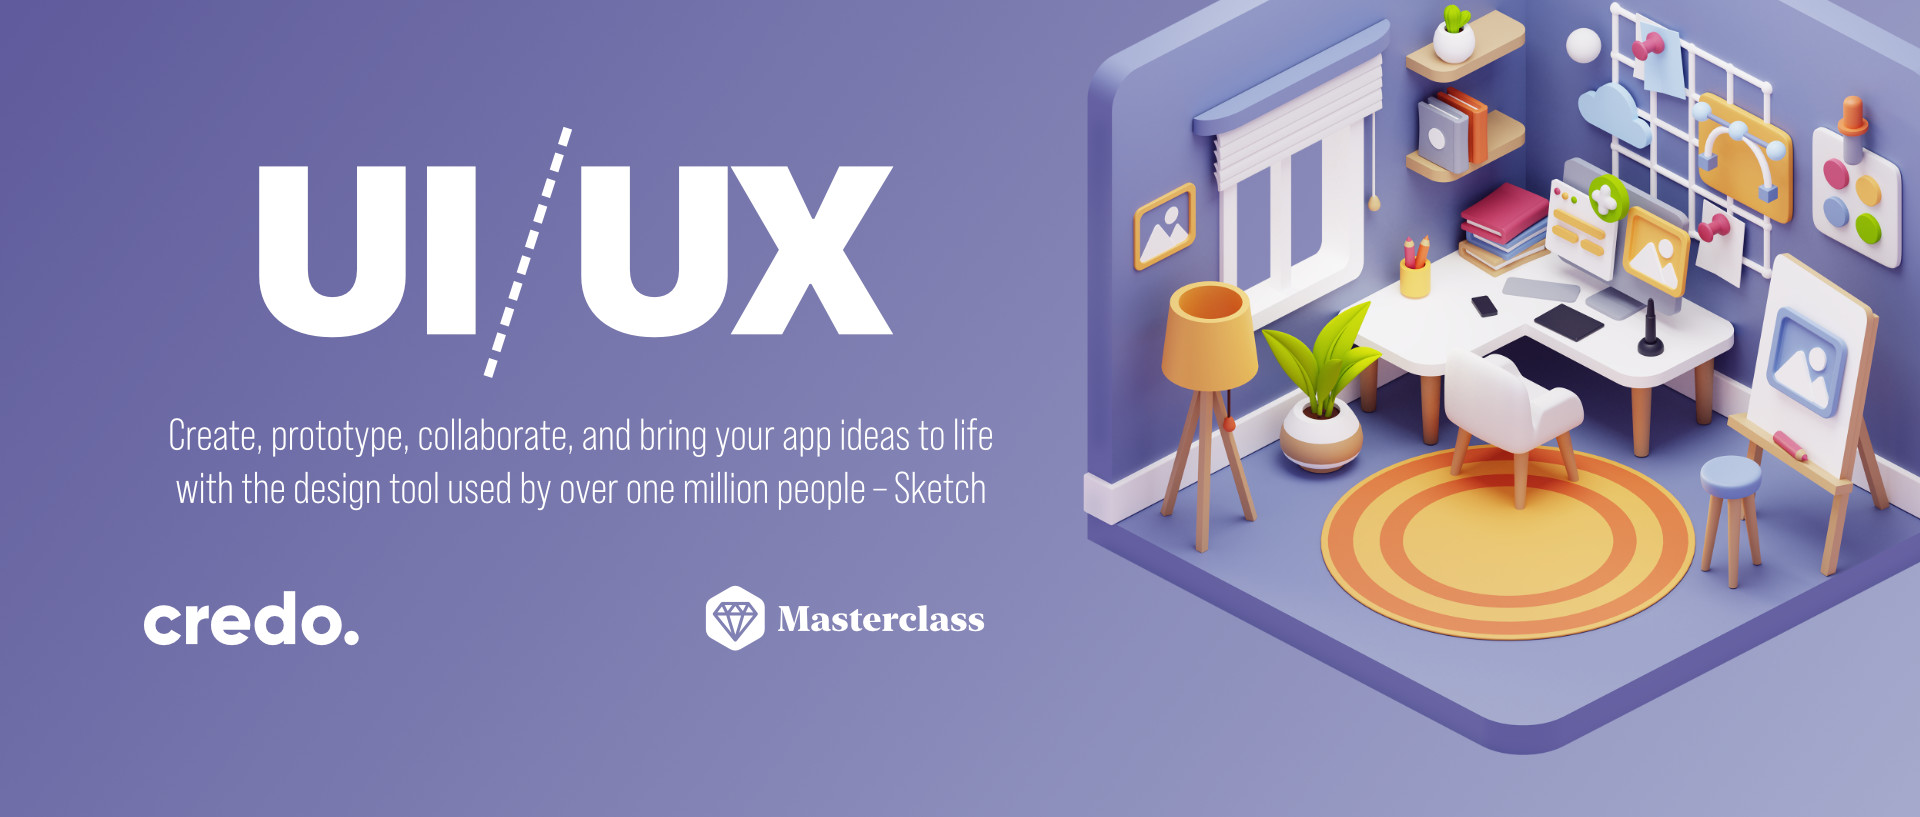 UI/UX
Create, prototype, collaborate, and bring your app ideas to life
with the design tool used by over one million people – Sketch
credo.
Masterclass